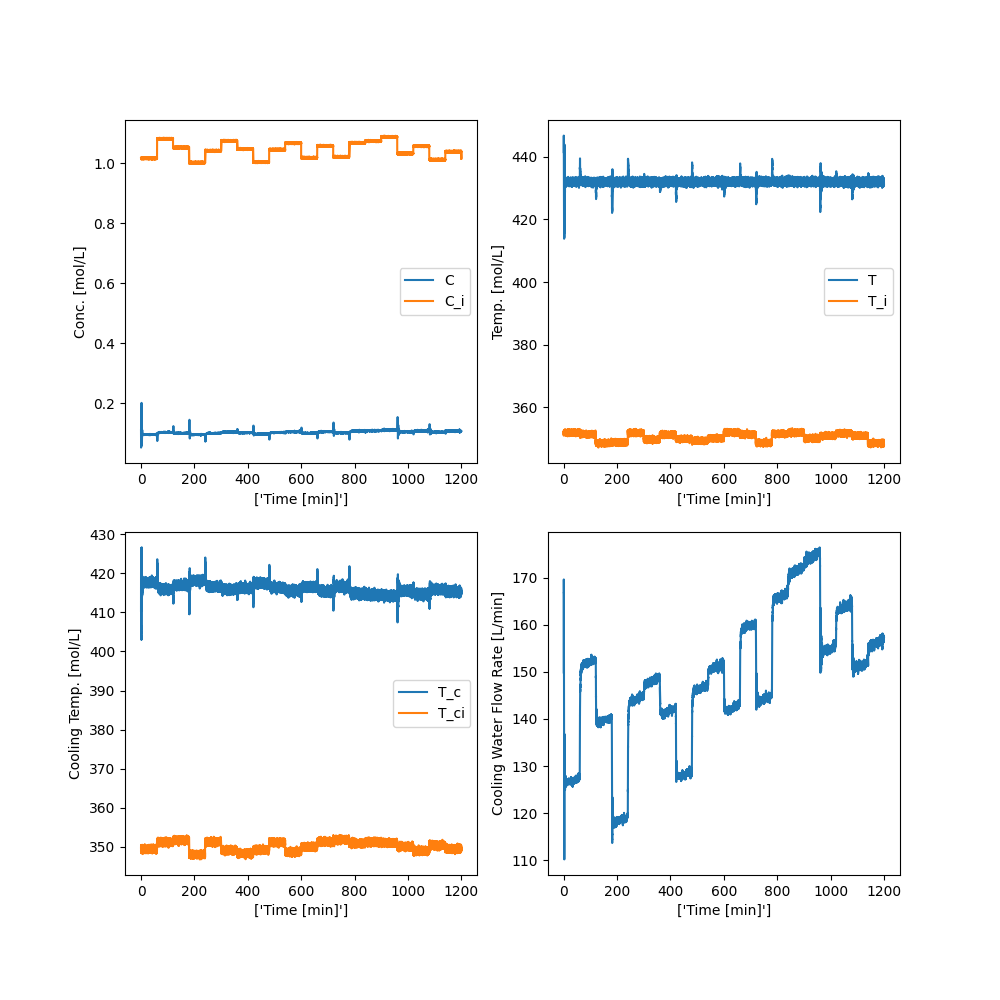 Conc. [mol/L]
1.0
0.8
0.6
0.4
0.2
C
C_i
0 200 400 600 800 1000 1200
['Time [min]']
Temp. [mol/L]
440
420
400
380
360
T
T_i
0 200 400 600 800 1000 1200
['Time [min]']
Cooling Temp. [mol/L]
430
420
410
400
390
380
370
360
350
T_c
T_ci
0 200 400 600 800 1000 1200
['Time [min]']
Cooling Water Flow Rate [L/min]
170
160
150
140
130
120
110
0 200 400 600 800 1000 1200
['Time [min]']